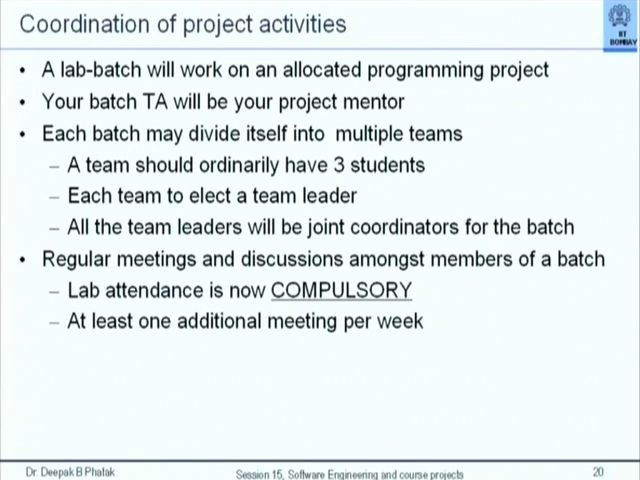 Coordination of project activities
IIT
BOMBAY
• A lab-batch will work on an allocated programming project
• Your batch TA will be your project mentor
• Each batch may divide itself into multiple teams
– A team should ordinarily have 3 students
– Each team to elect a team leader
– All the team leaders will be joint coordinators for the batch
• Regular meetings and discussions amongst members of a batch
– Lab attendance is now COMPULSORY
– At least one additional meeting per week
Dr. Deepak B Phatak
Session 15, Software Engineering and course projects
20